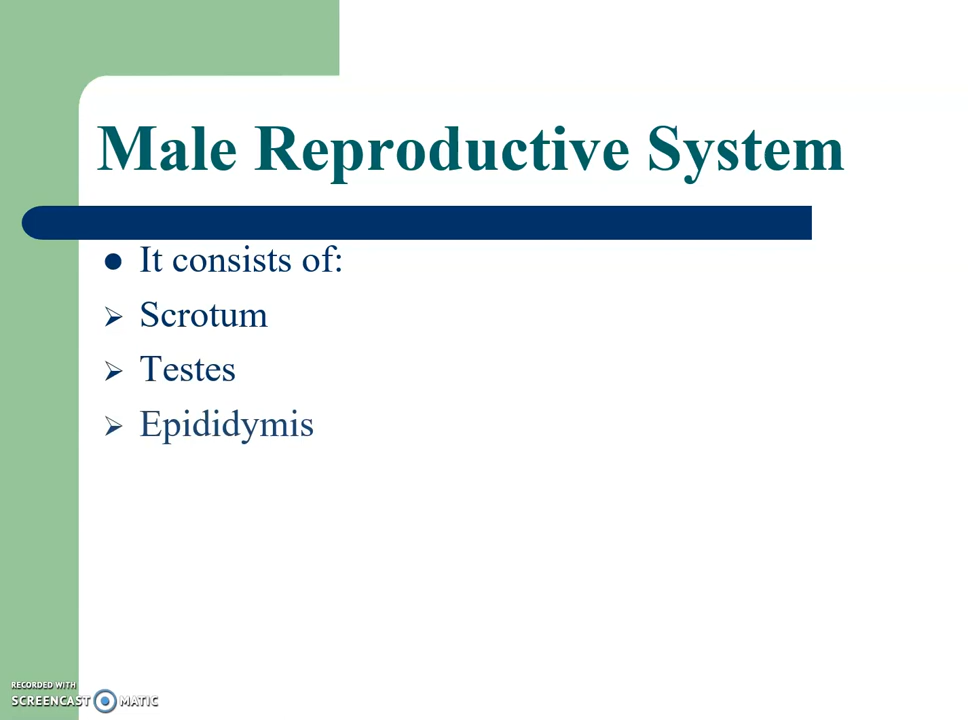 Male Reproductive System
It consists of:
Scrotum
Testes
Epididymis
RECORDED WITH
SCREENCAST MATIC